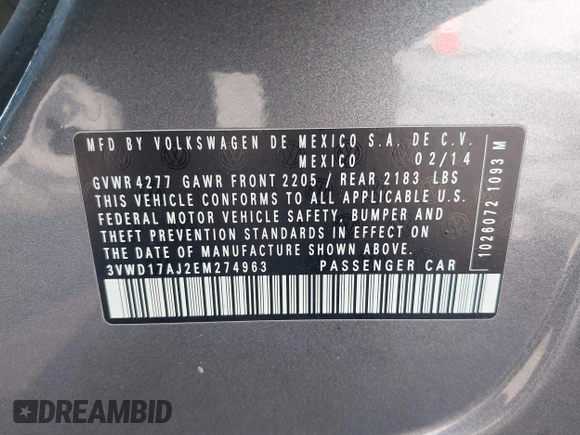 MFD BY VOLKSWAGEN DE MEXICO S.A. DE C.V.
MEXICO 02/14
GVWR 4277 GAWR FRONT 2205 / REAR 2183 LBS
THIS VEHICLE CONFORMS TO ALL APPLICABLE
FEDERAL MOTOR VEHICLE SAFETY, BUMPER AND
THEFT PREVENTION STANDARDS IN EFFECT ON
THE DATE OF MANUFACTURE SHOWN ABOVE.
3VWD17AJ2EM274963 PASSENGER CAR
1026072 1093 M
DREAMBID